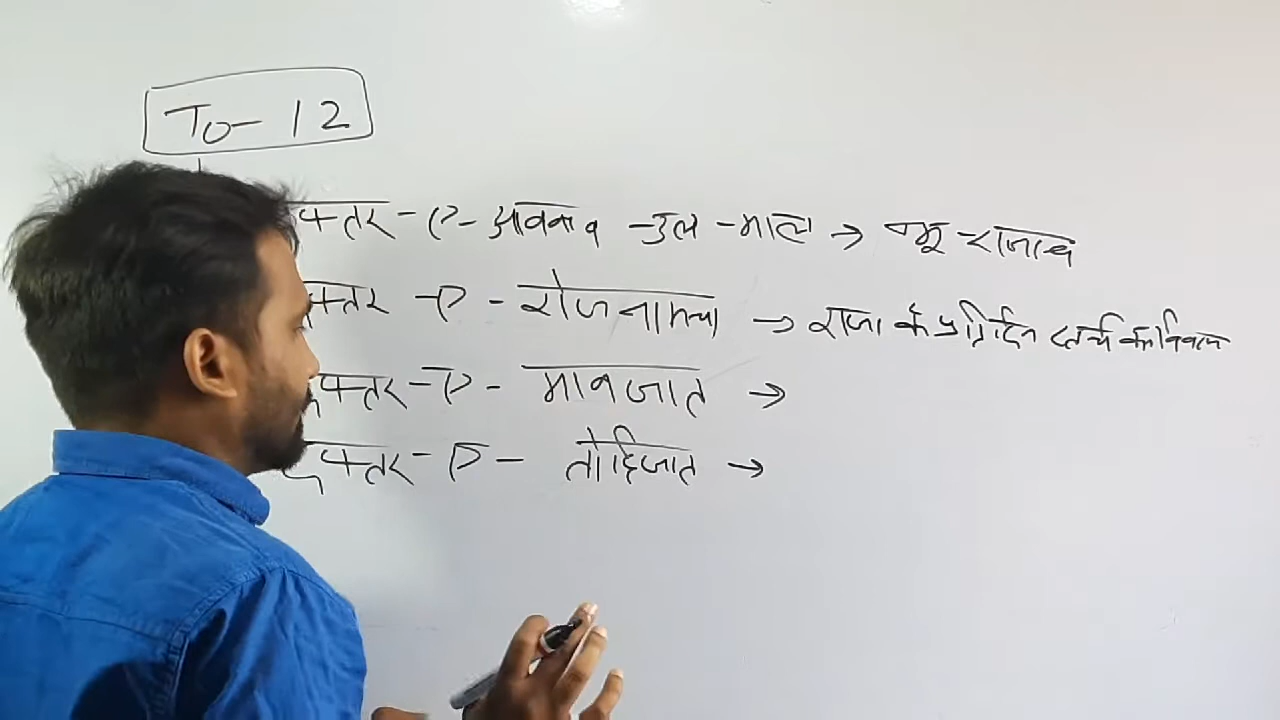 To-12
दफ्तर-ए-अबवाब-उल-माल → भू-राजस्व
दफ्तर-ए-रोजनामचा → राजा के प्रतिदिन खर्च का विवरण
दफ्तर-ए-मावजात →
दफ्तर-ए-तोहिजात →